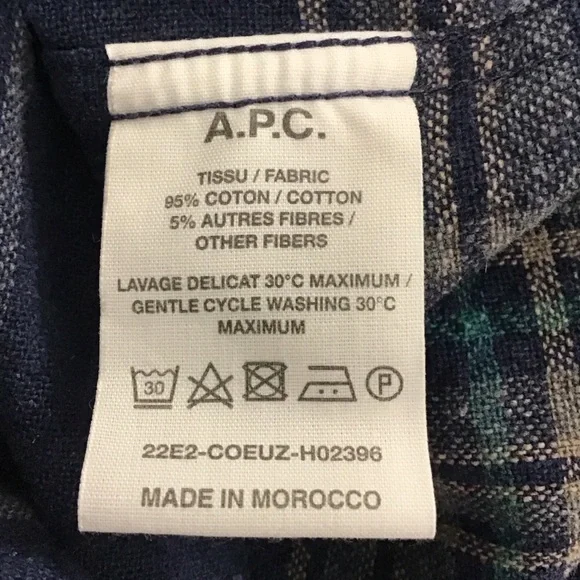 A.P.C.
TISSU / FABRIC
95% COTON / COTTON
5% AUTRES FIBRES /
OTHER FIBERS
LAVAGE DELICAT 30°C MAXIMUM /
GENTLE CYCLE WASHING 30°C
MAXIMUM
30 P
22E2-COEUZ-H02396
MADE IN MOROCCO